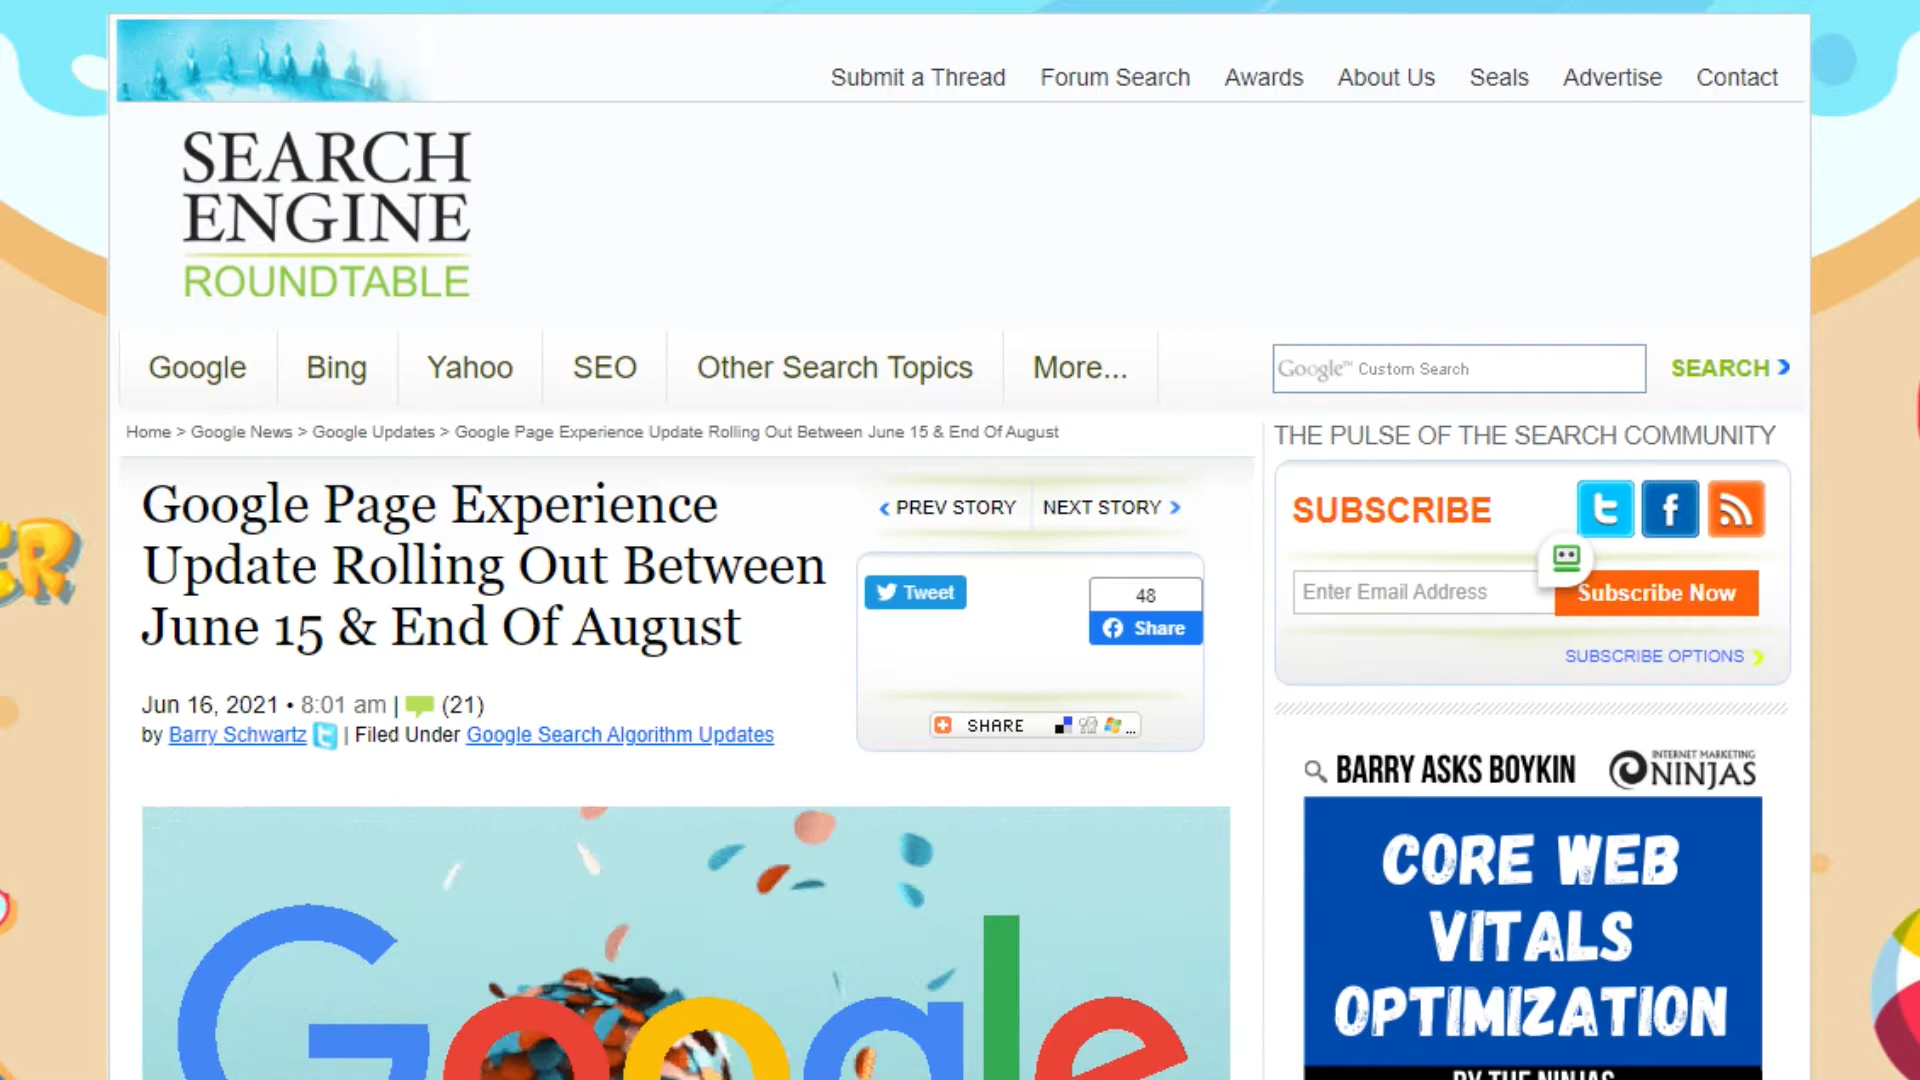 Submit a Thread Forum Search Awards About Us Seals Advertise Contact
SEARCH
ENGINE
ROUNDTABLE
Google Bing Yahoo SEO Other Search Topics More...
Google™ Custom Search
SEARCH
Home > Google News > Google Updates > Google Page Experience Update Rolling Out Between June 15 & End Of August
Google Page Experience
Update Rolling Out Between
June 15 & End Of August
PREV STORY NEXT STORY
Tweet
48
Share
SHARE ...
Jun 16, 2021 • 8:01 am | (21)
by Barry Schwartz | Filed Under Google Search Algorithm Updates
Google
THE PULSE OF THE SEARCH COMMUNITY
SUBSCRIBE
Enter Email Address
Subscribe Now
SUBSCRIBE OPTIONS
BARRY ASKS BOYKIN
INTERNET MARKETING
NINJAS
CORE WEB
VITALS
OPTIMIZATION
BY THE NINJAS